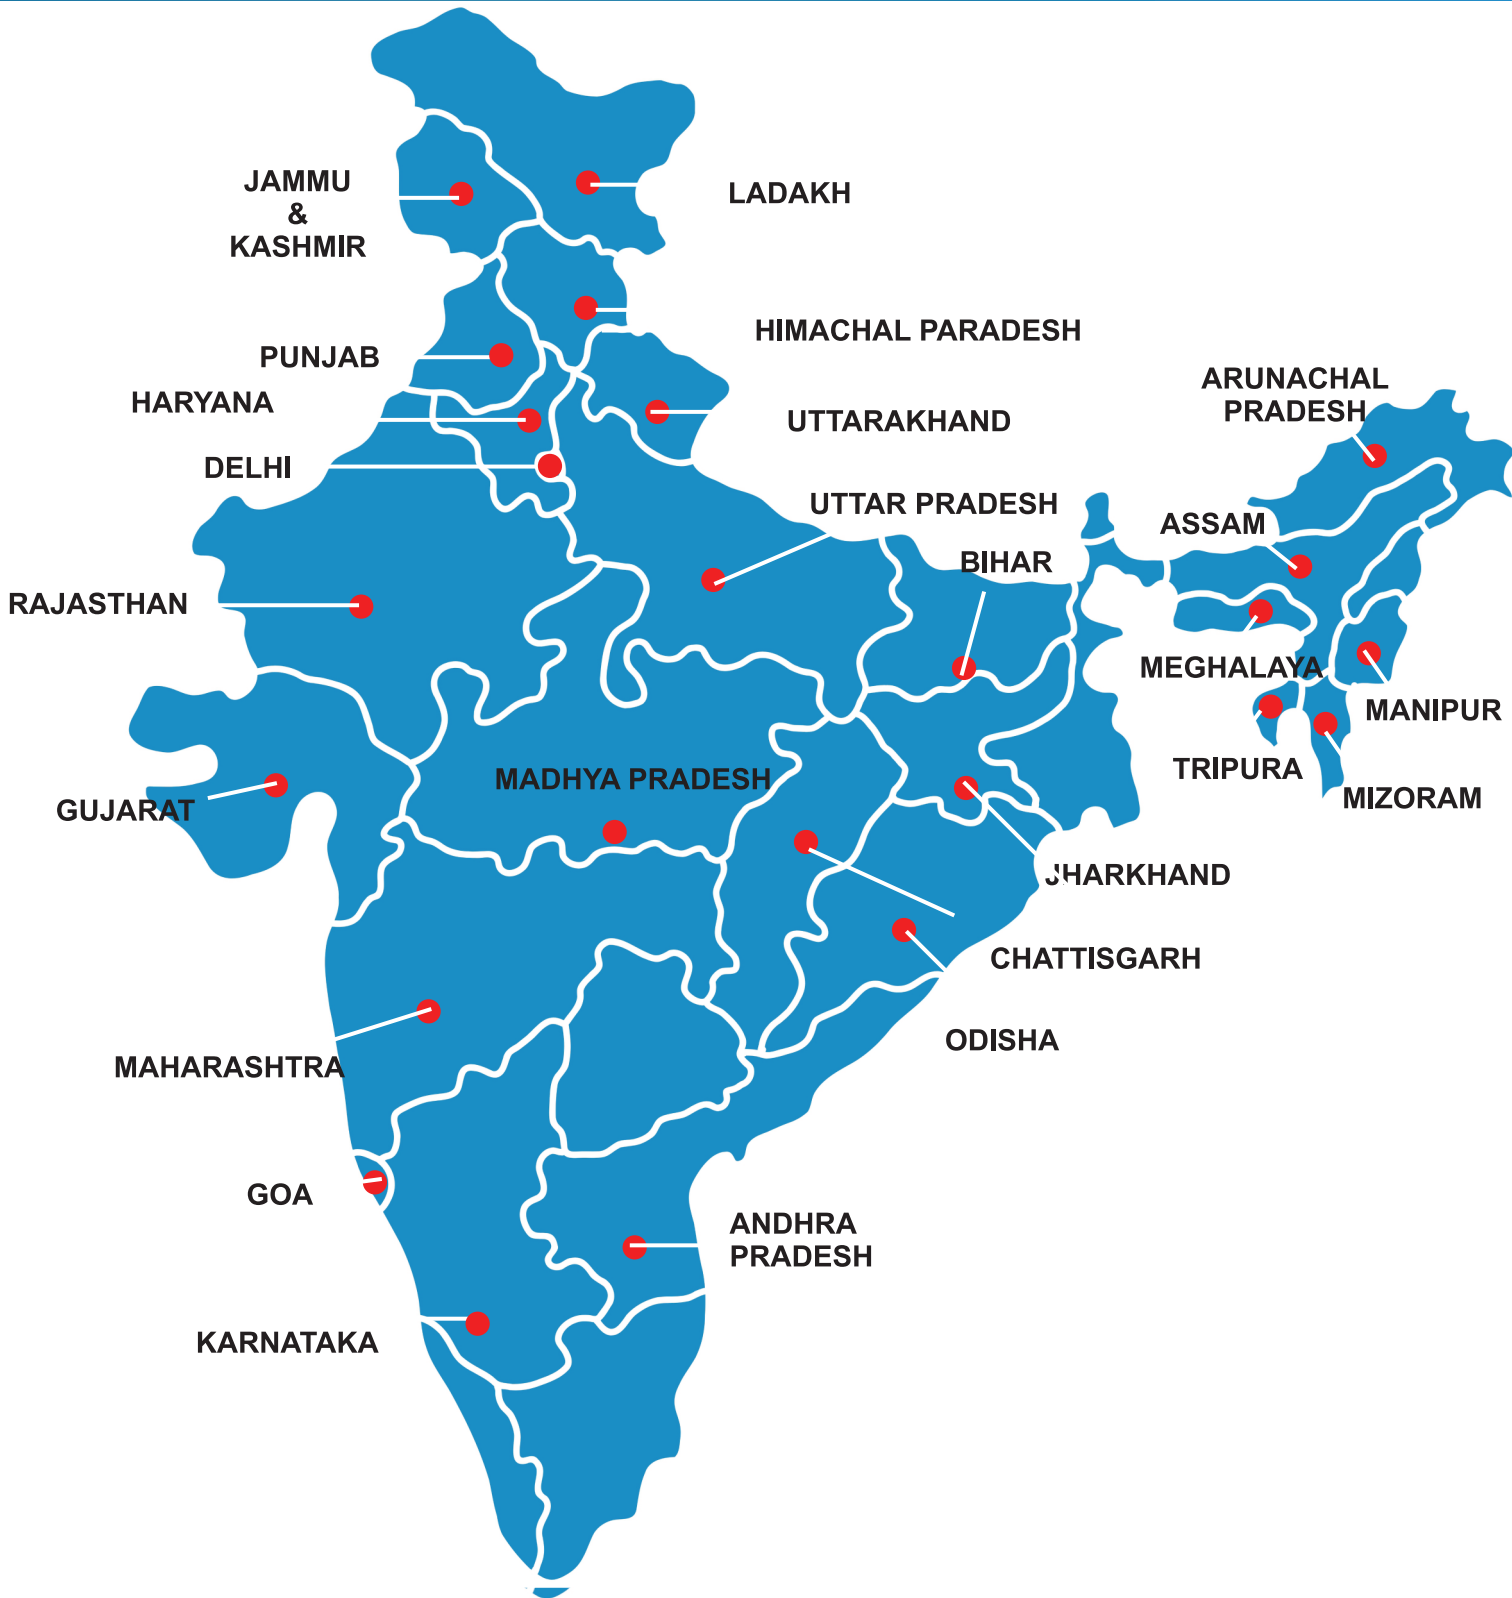 JAMMU
&
KASHMIR
LADAKH
HIMACHAL PARADESH
PUNJAB
HARYANA
UTTARAKHAND
ARUNACHAL
PRADESH
DELHI
UTTAR PRADESH
ASSAM
BIHAR
RAJASTHAN
MEGHALAYA
MANIPUR
TRIPURA
MIZORAM
MADHYA PRADESH
GUJARAT
JHARKHAND
CHATTISGARH
ODISHA
MAHARASHTRA
GOA
ANDHRA
PRADESH
KARNATAKA